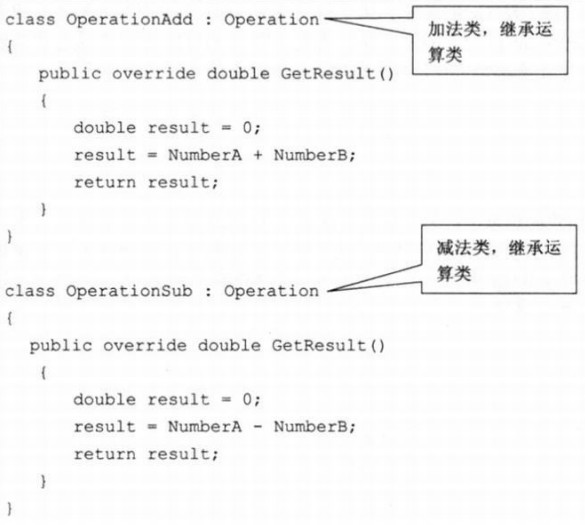 class OperationAdd : Operation
加法类，继承运
算类
{
public override double GetResult()
{
double result = 0;
result = NumberA + NumberB;
return result;
}
}
减法类，继承运
算类
class OperationSub : Operation
{
public override double GetResult()
{
double result = 0;
result = NumberA - NumberB;
return result;
}
}